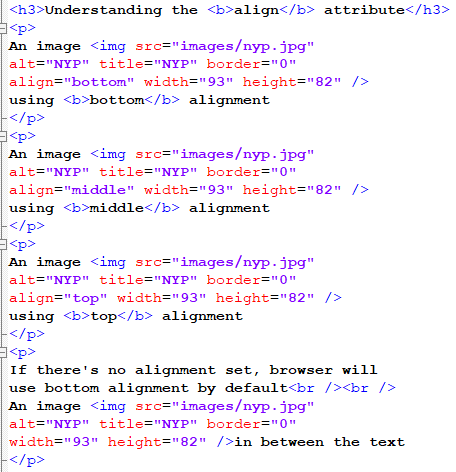 <h3>Understanding the <b>align</b> attribute</h3>
<p>
An image <img src="images/nyp.jpg"
alt="NYP" title="NYP" border="0"
align="bottom" width="93" height="82" />
using <b>bottom</b> alignment
</p>
<p>
An image <img src="images/nyp.jpg"
alt="NYP" title="NYP" border="0"
align="middle" width="93" height="82" />
using <b>middle</b> alignment
</p>
<p>
An image <img src="images/nyp.jpg"
alt="NYP" title="NYP" border="0"
align="top" width="93" height="82" />
using <b>top</b> alignment
</p>
<p>
If there's no alignment set, browser will
use bottom alignment by default<br /><br />
An image <img src="images/nyp.jpg"
alt="NYP" title="NYP" border="0"
width="93" height="82" />in between the text
</p>